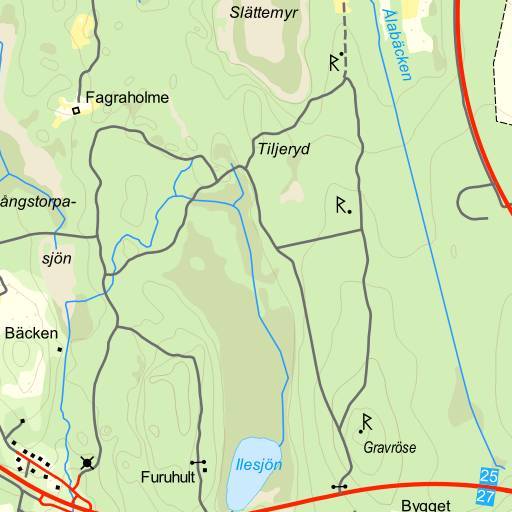 Slättemyr
Alabäcken
R
Fagraholme
Tiljeryd
ångstorpa-
R
sjön
Bäcken
R
Gravröse
Ilesjön
Furuhult
25
27
Bygget